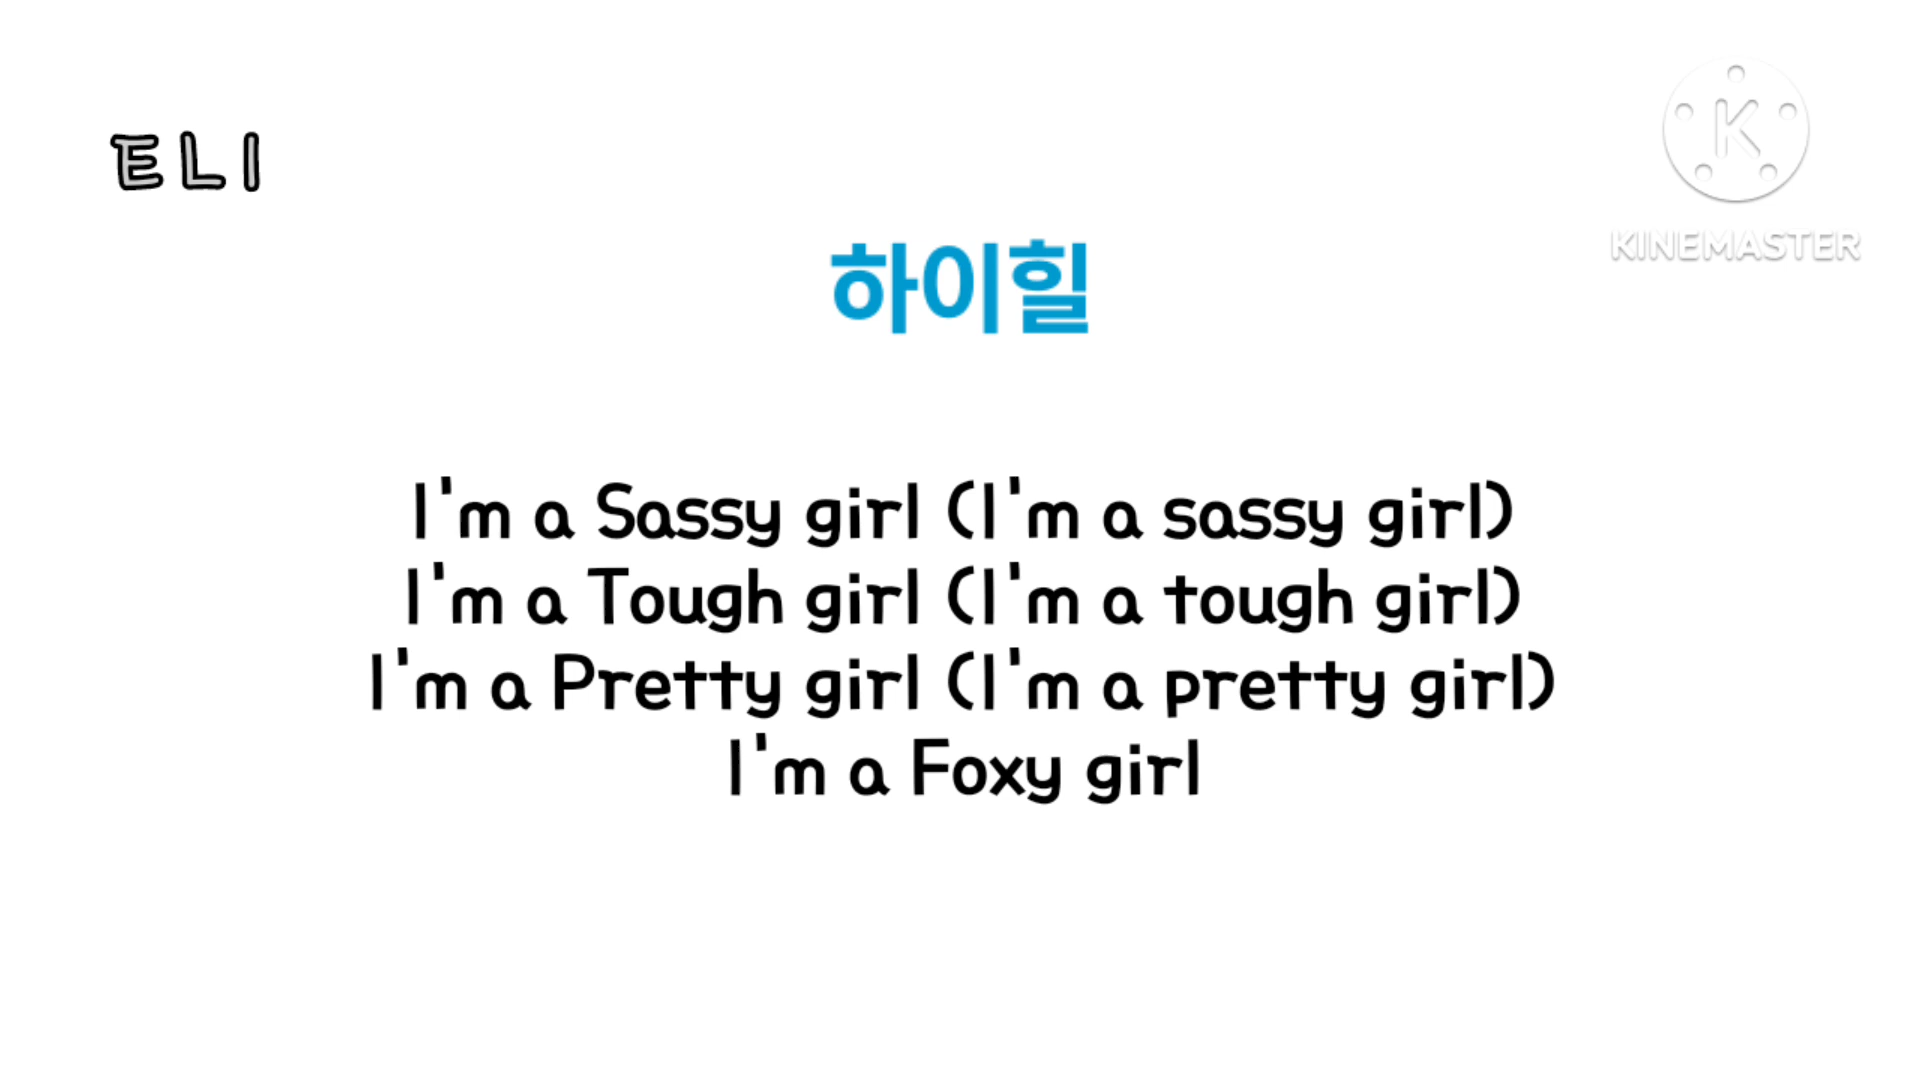 ELI
KINEMASTER
하이힐
I'm a Sassy girl (I'm a sassy girl)
I'm a Tough girl (I'm a tough girl)
I'm a Pretty girl (I'm a pretty girl)
I'm a Foxy girl